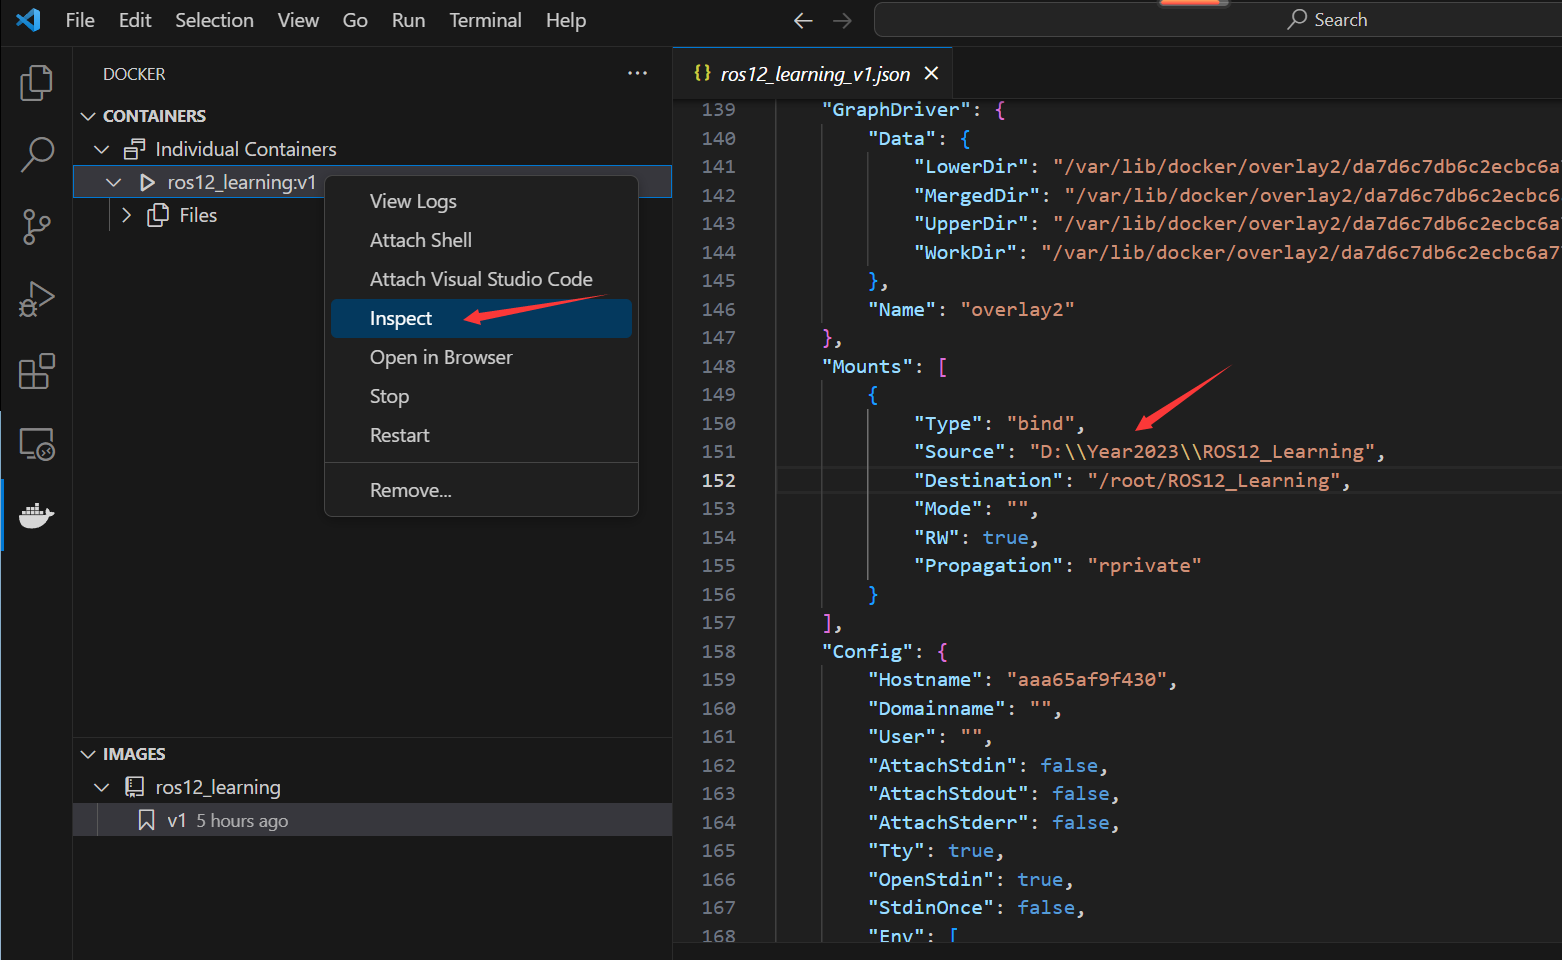 File Edit Selection View Go Run Terminal Help
Search
DOCKER
CONTAINERS
Individual Containers
ros12_learning:v1
Files
View Logs
Attach Shell
Attach Visual Studio Code
Inspect
Open in Browser
Stop
Restart
Remove...
IMAGES
ros12_learning
v1 5 hours ago
{} ros12_learning_v1.json
139 "GraphDriver": {
140 "Data": {
141 "LowerDir": "/var/lib/docker/overlay2/da7d6c7db6c2ecbc6a
142 "MergedDir": "/var/lib/docker/overlay2/da7d6c7db6c2ecbc6
143 "UpperDir": "/var/lib/docker/overlay2/da7d6c7db6c2ecbc6a
144 "WorkDir": "/var/lib/docker/overlay2/da7d6c7db6c2ecbc6a7
145 },
146 "Name": "overlay2"
147 },
148 "Mounts": [
149 {
150 "Type": "bind",
151 "Source": "D:\\Year2023\\ROS12_Learning",
152 "Destination": "/root/ROS12_Learning",
153 "Mode": "",
154 "RW": true,
155 "Propagation": "rprivate"
156 }
157 ],
158 "Config": {
159 "Hostname": "aaa65af9f430",
160 "Domainname": "",
161 "User": "",
162 "AttachStdin": false,
163 "AttachStdout": false,
164 "AttachStderr": false,
165 "Tty": true,
166 "OpenStdin": true,
167 "StdinOnce": false,
168 "Env": [